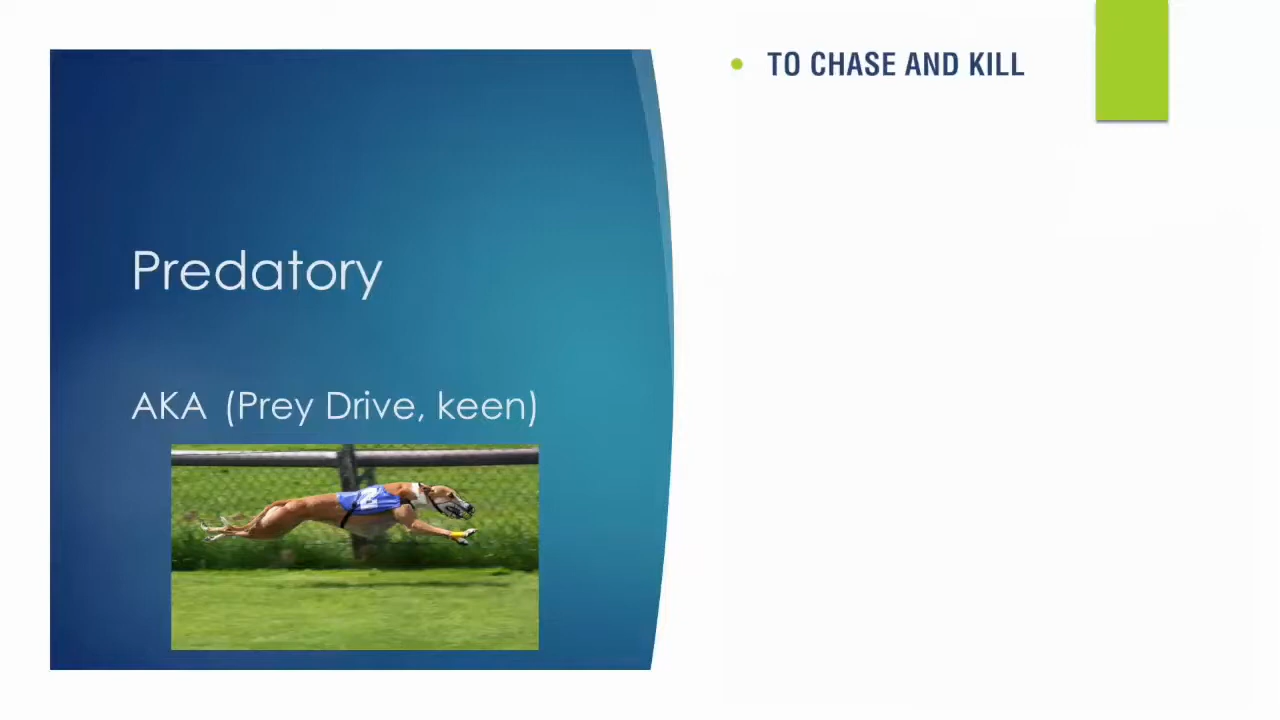 TO CHASE AND KILL
Predatory
AKA (Prey Drive, keen)